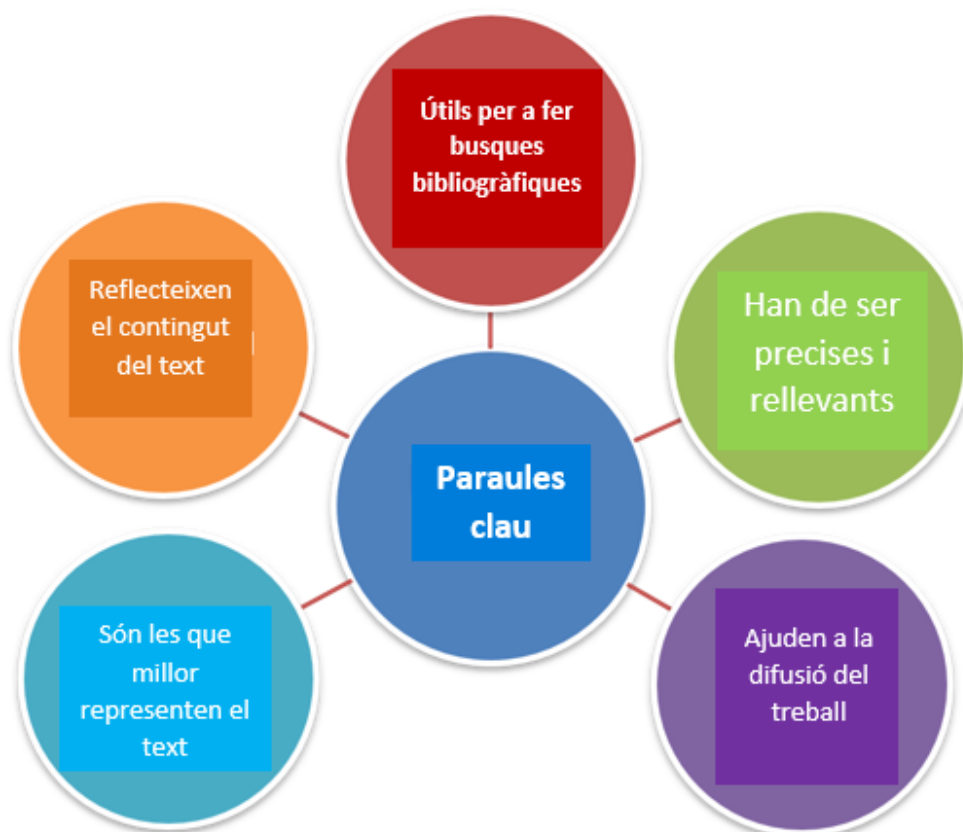 Útils per a fer
busques
bibliogràfiques
Reflecteixen
el contingut
del text
Han de ser
precises i
rellevants
Paraules
clau
Són les que
millor
representen el
text
Ajuden a la
difusió del
treball